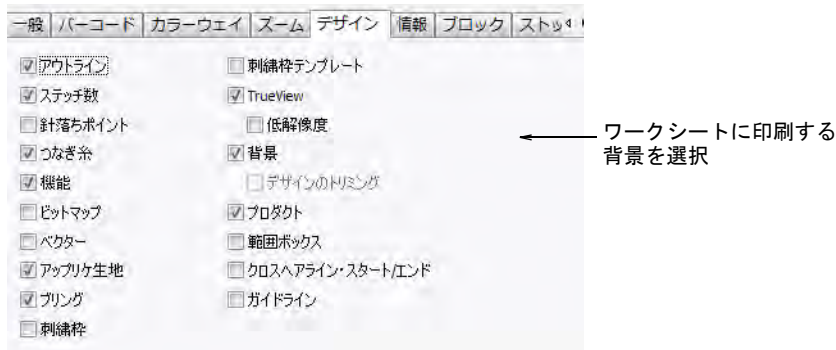 一般 バーコード カラーウェイ ズーム デザイン 情報 ブロック ストッ
アウトライン
ステッチ数
針落ちポイント
つなぎ糸
機能
ビットマップ
ベクター
アップリケ生地
ブリング
刺繍枠
刺繍枠テンプレート
TrueView
低解像度
背景
デザインのトリミング
プロダクト
範囲ボックス
クロスヘアライン・スタート/エンド
ガイドライン
ワークシートに印刷する
背景を選択